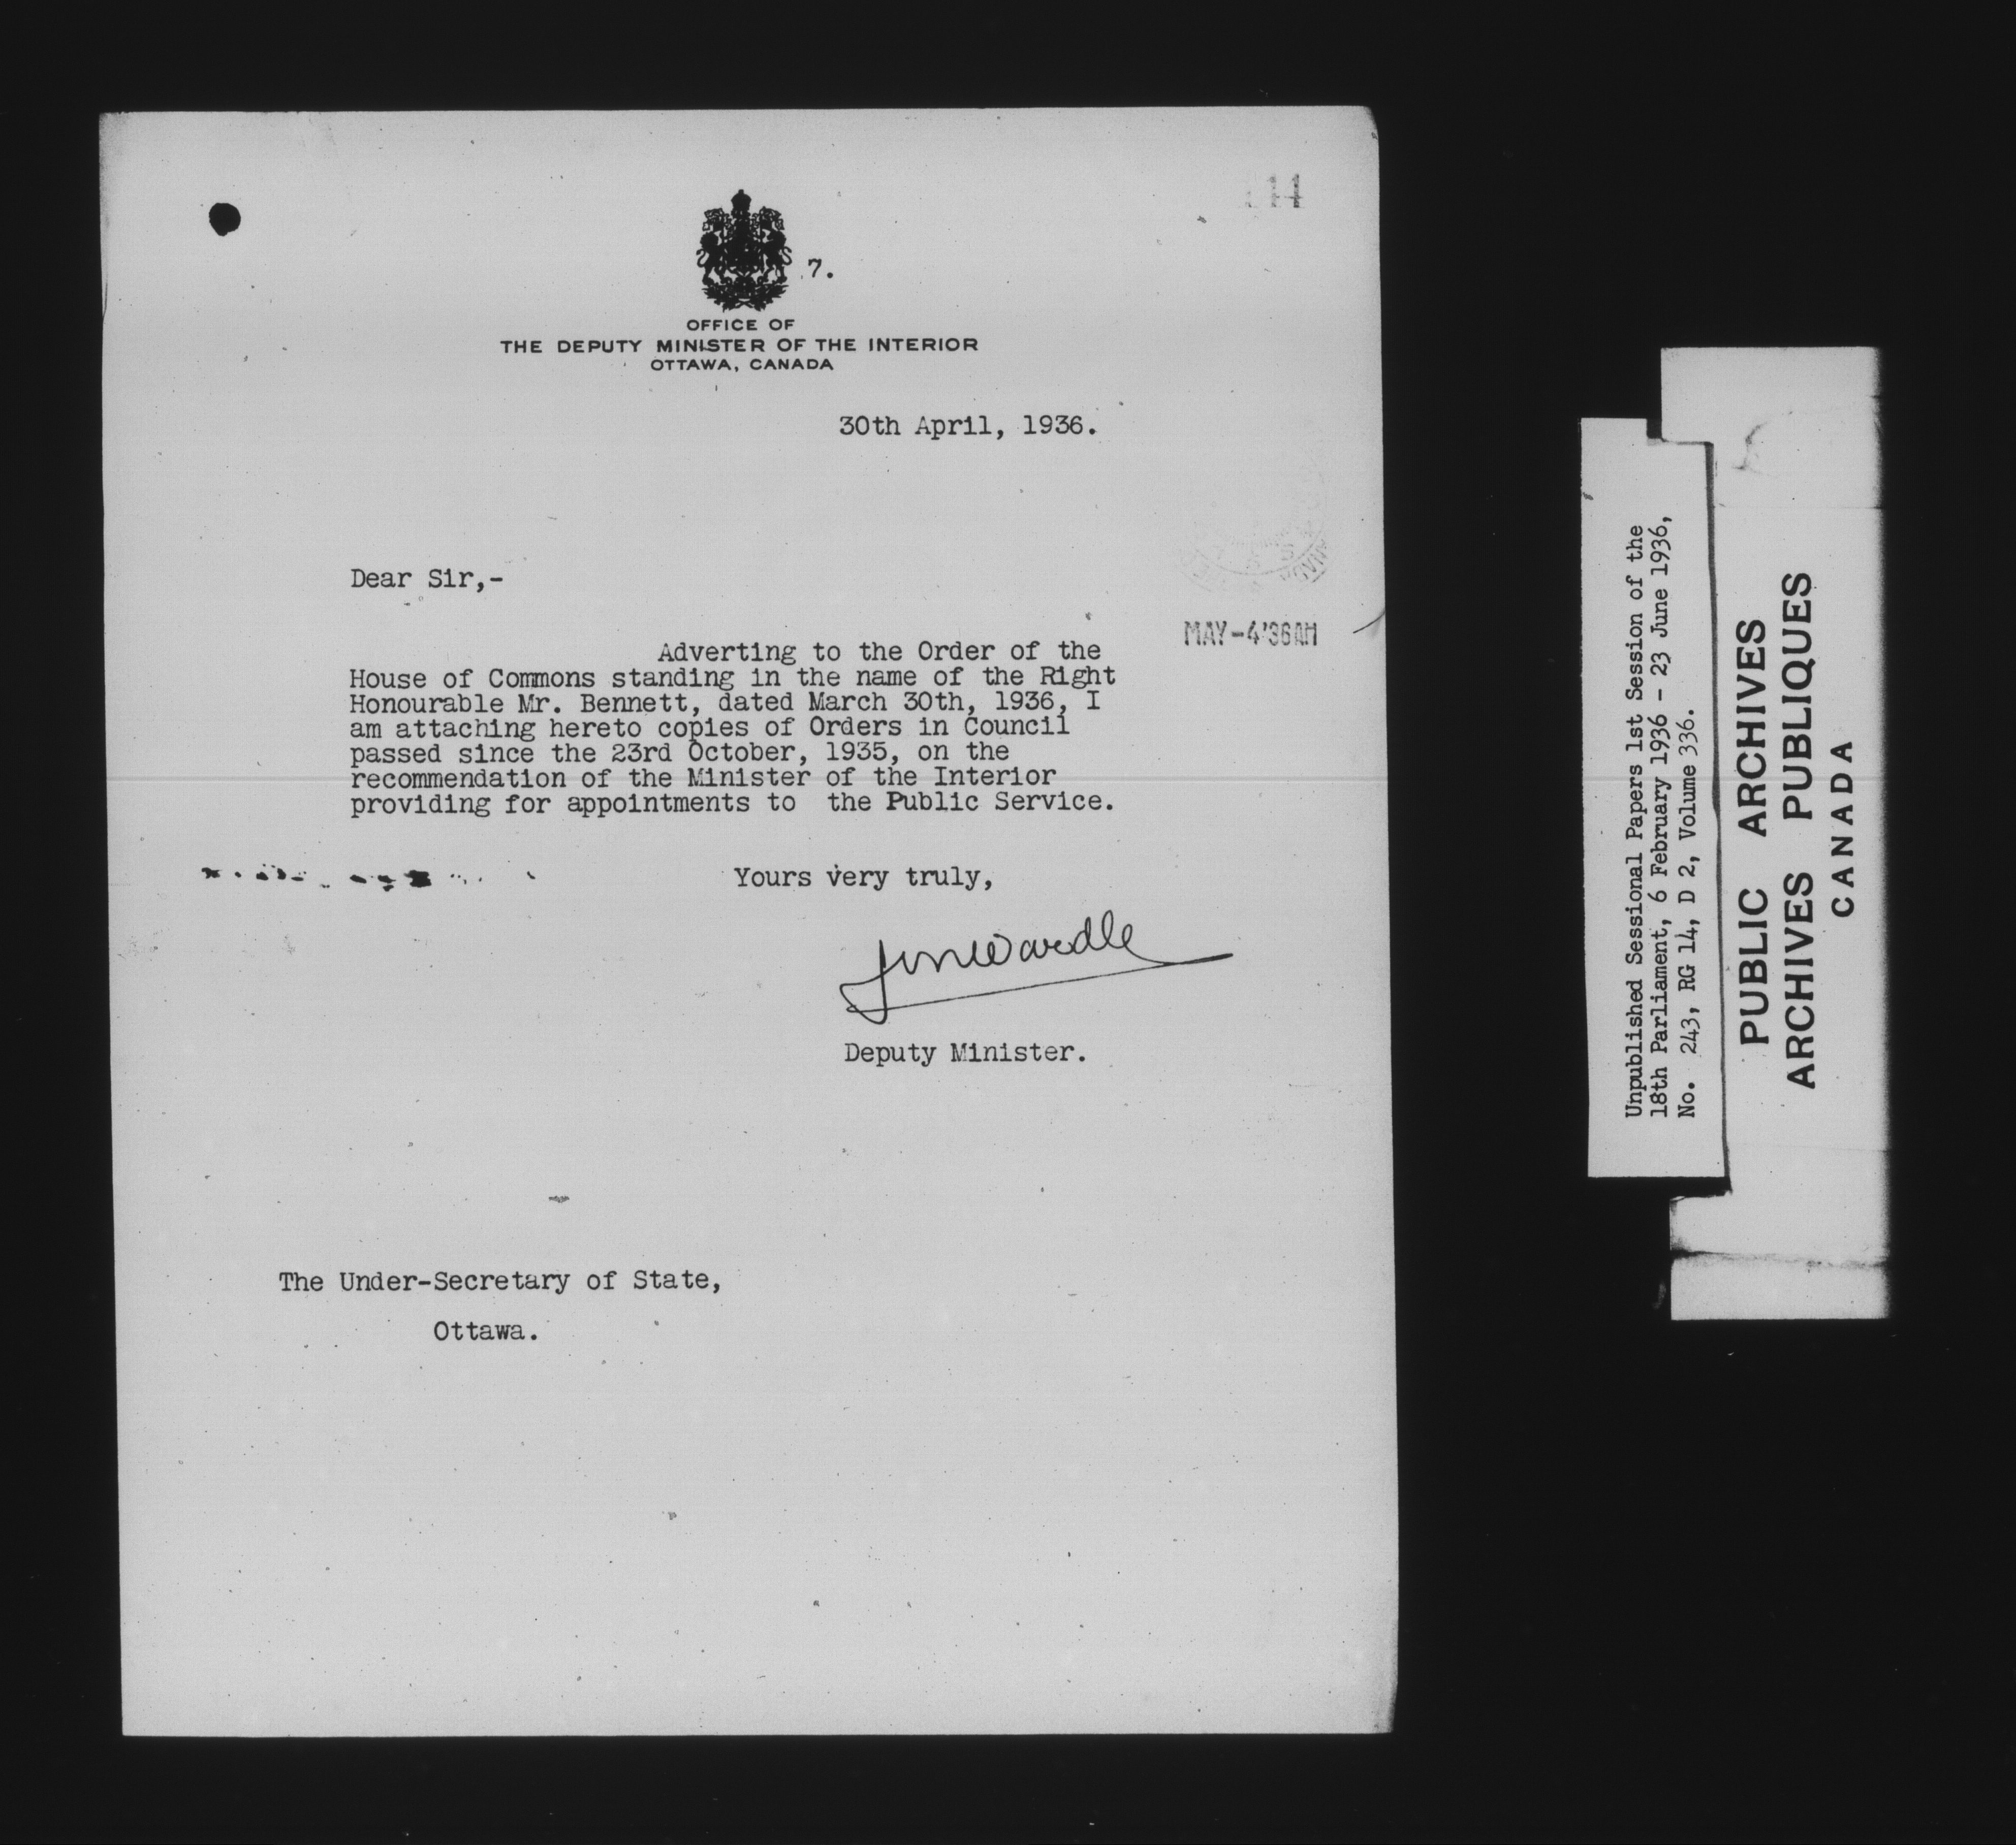 7.
OFFICE OF
THE DEPUTY MINISTER OF THE INTERIOR
OTTAWA, CANADA
30th April, 1936.
Dear Sir,-
MAY-4'36AM
Adverting to the Order of the
House of Commons standing in the name of the Right
Honourable Mr. Bennett, dated March 30th, 1936, I
am attaching hereto copies of Orders in Council
passed since the 23rd October, 1935, on the
recommendation of the Minister of the Interior
providing for appointments to the Public Service.
Yours very truly,
Wardle
Deputy Minister.
The Under-Secretary of State,
Ottawa.
Unpublished Sessional Papers 1st Session of the
18th Parliament, 6 February 1936 - 23 June 1936,
No. 243, RG 14, D 2, Volume 336.
PUBLIC ARCHIVES
ARCHIVES PUBLIQUES
CANADA